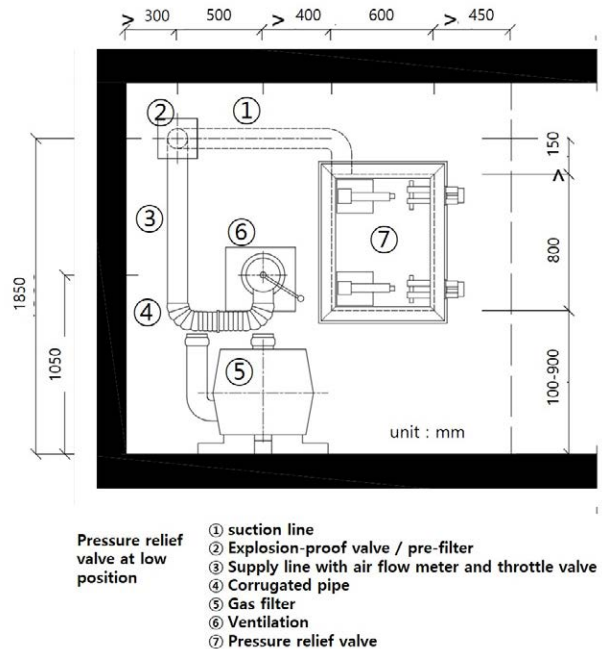 > 300 500 > 400 600 > 450
②
①
150
>
③
⑥
⑦
800
1850
④
1050
⑤
100-900
unit : mm
Pressure relief
valve at low
position
① suction line
② Explosion-proof valve / pre-filter
③ Supply line with air flow meter and throttle valve
④ Corrugated pipe
⑤ Gas filter
⑥ Ventilation
⑦ Pressure relief valve